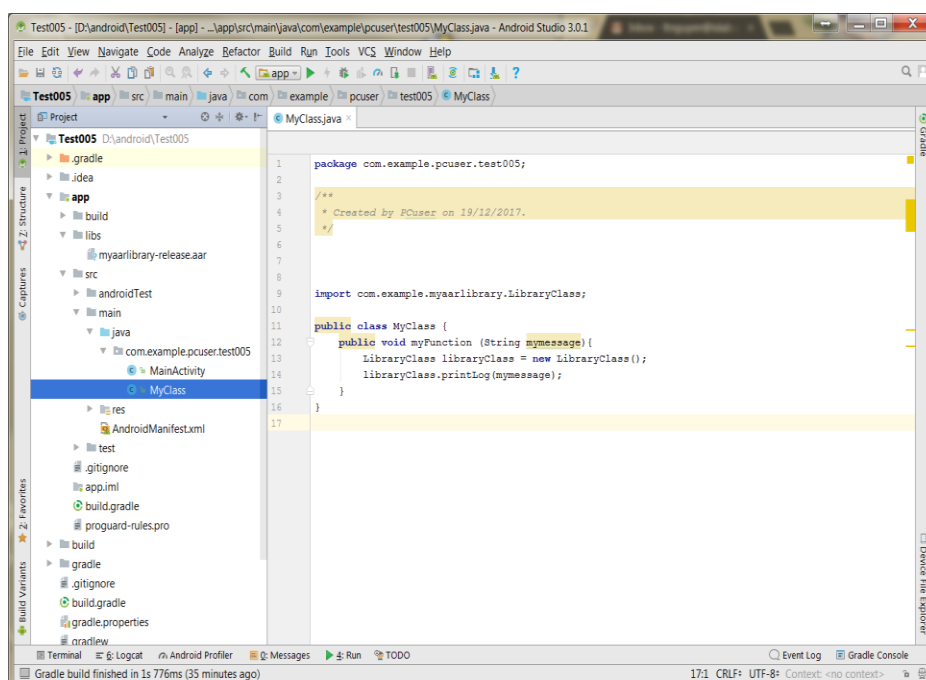 Test005 - [D:\android\Test005] - [app] - ...\app\src\main\java\com\example\pcuser\test005\MyClass.java - Android Studio 3.0.1
File Edit View Navigate Code Analyze Refactor Build Run Tools VCS Window Help
app
Test005 app src main java com example pcuser test005 MyClass
Project
MyClass.java
1: Project
Z: Structure
Captures
2: Favorites
Build Variants
Test005 D:\android\Test005
.gradle
.idea
app
build
libs
myaarlibrary-release.aar
src
androidTest
main
java
com.example.pcuser.test005
MainActivity
MyClass
res
AndroidManifest.xml
test
.gitignore
app.iml
build.gradle
proguard-rules.pro
build
gradle
.gitignore
build.gradle
gradle.properties
gradlew
1 package com.example.pcuser.test005;
2
3 /**
4 * Created by PCuser on 19/12/2017.
5 */
6
7
8
9 import com.example.myaarlibrary.LibraryClass;
10
11 public class MyClass {
12 public void myFunction (String mymessage){
13 LibraryClass libraryClass = new LibraryClass();
14 libraryClass.printLog(mymessage);
15 }
16 }
17
Gradle
Device File Explorer
Terminal 6: Logcat Android Profiler 0: Messages 4: Run TODO Event Log Gradle Console
Gradle build finished in 1s 776ms (35 minutes ago) 17:1 CRLF÷ UTF-8÷ Context: <no context>